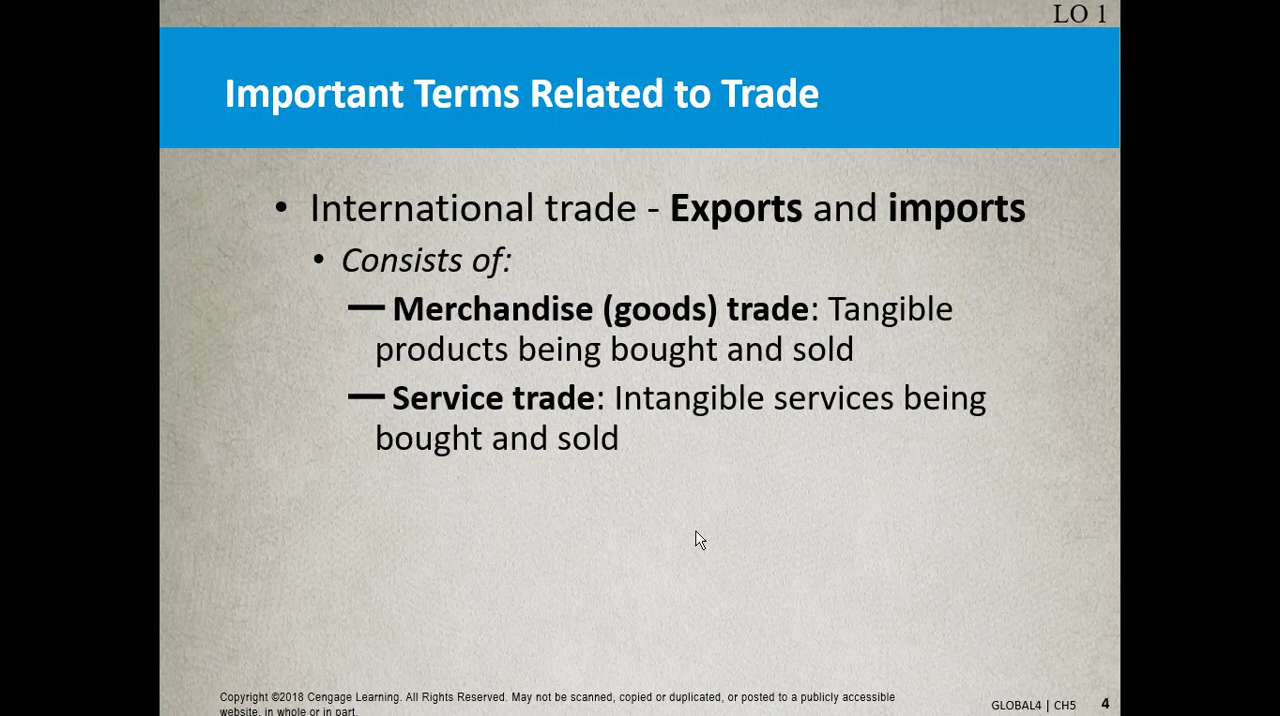 LO 1
Important Terms Related to Trade
• International trade - Exports and imports
• Consists of:
— Merchandise (goods) trade: Tangible
products being bought and sold
— Service trade: Intangible services being
bought and sold
Copyright ©2018 Cengage Learning. All Rights Reserved. May not be scanned, copied or duplicated, or posted to a publicly accessible
website, in whole or in part.
GLOBAL4 | CH5 4